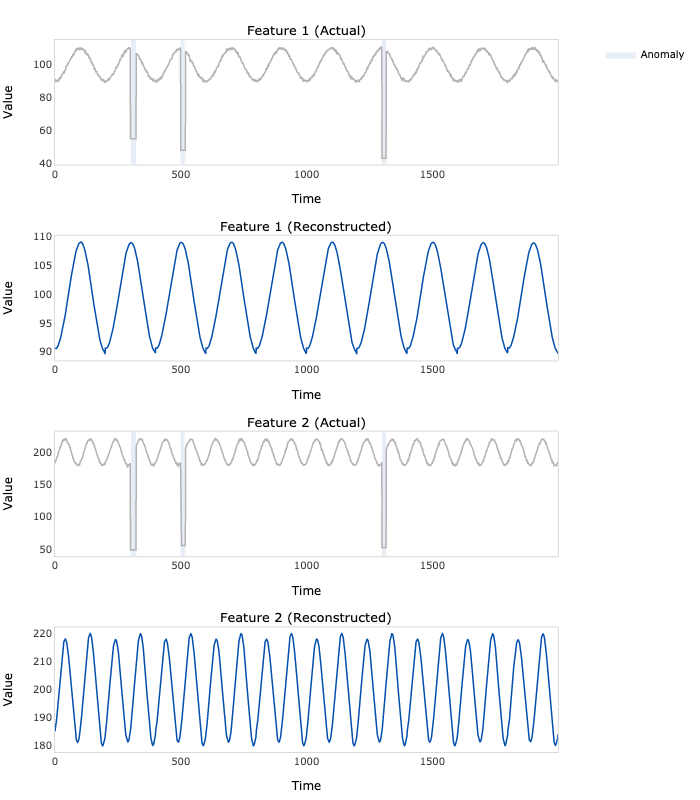 Feature 1 (Actual)
Anomaly
100
80
60
40
Value
0 500 1000 1500
Time
Feature 1 (Reconstructed)
110
105
100
95
90
Value
0 500 1000 1500
Time
Feature 2 (Actual)
200
150
100
50
Value
0 500 1000 1500
Time
Feature 2 (Reconstructed)
220
210
200
190
180
Value
0 500 1000 1500
Time